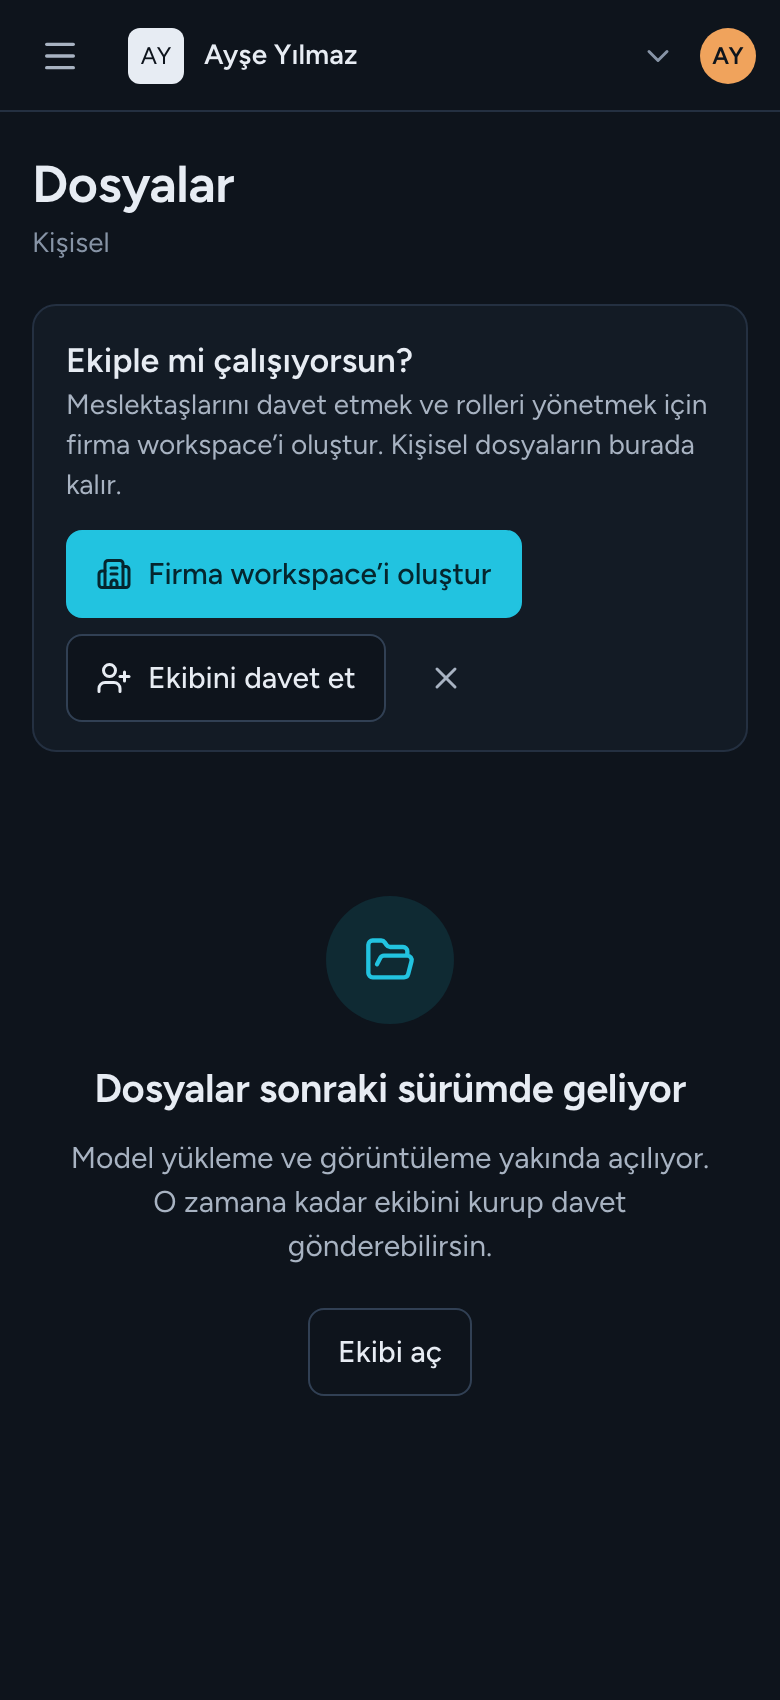 AY Ayşe Yılmaz AY
Dosyalar
Kişisel
Ekiple mi çalışıyorsun?
Meslektaşlarını davet etmek ve rolleri yönetmek için
firma workspace’i oluştur. Kişisel dosyaların burada
kalır.
Firma workspace’i oluştur
Ekibini davet et
Dosyalar sonraki sürümde geliyor
Model yükleme ve görüntüleme yakında açılıyor.
O zamana kadar ekibini kurup davet
gönderebilirsin.
Ekibi aç